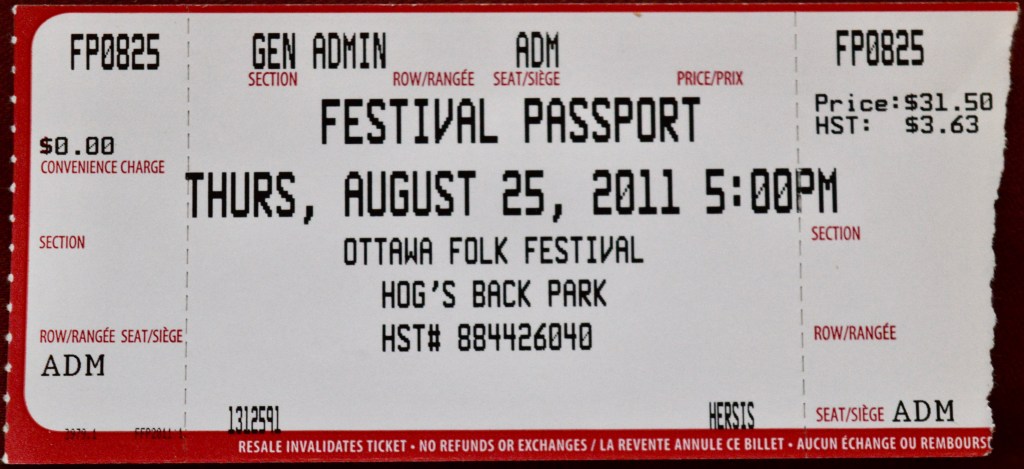 FP0825 GEN ADMIN ADM FP0825
SECTION ROW/RANGÉE SEAT/SIÈGE PRICE/PRIX
FESTIVAL PASSPORT
Price:$31.50
HST: $3.63
$0.00
CONVENIENCE CHARGE
THURS, AUGUST 25, 2011 5:00PM
SECTION SECTION
OTTAWA FOLK FESTIVAL
HOG'S BACK PARK
HST# 884426040
ROW/RANGÉE SEAT/SIÈGE ROW/RANGÉE
ADM
1312591 HERSIS SEAT/SIÈGE ADM
RESALE INVALIDATES TICKET • NO REFUNDS OR EXCHANGES / LA REVENTE ANNULE CE BILLET • AUCUN ÉCHANGE OU REMBOURS